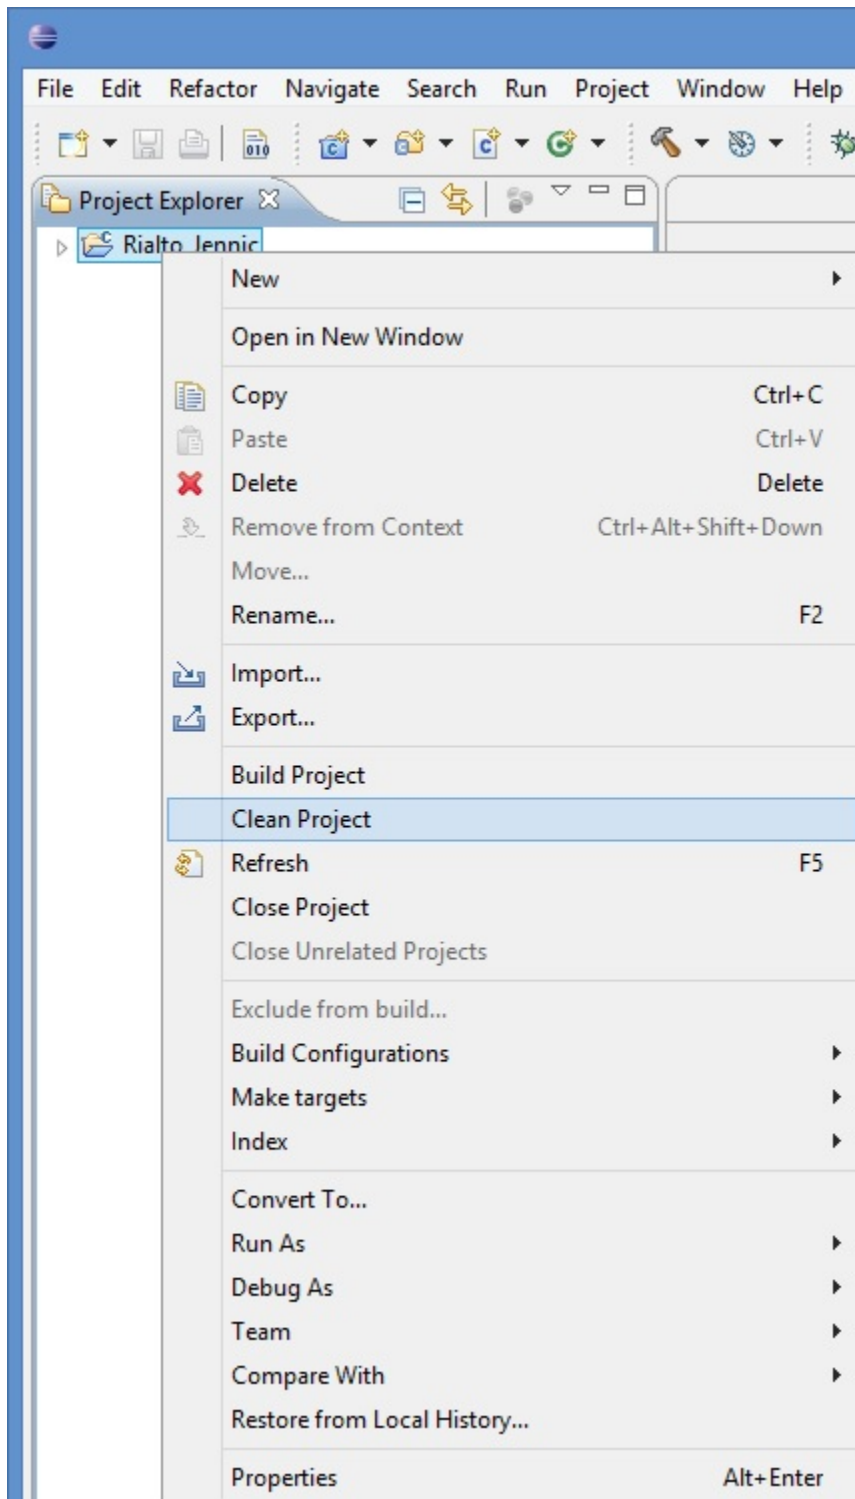 File Edit Refactor Navigate Search Run Project Window Help
010
Project Explorer
Rialto_Jennic
New
Open in New Window
Copy Ctrl+C
Paste Ctrl+V
Delete Delete
Remove from Context Ctrl+Alt+Shift+Down
Move...
Rename... F2
Import...
Export...
Build Project
Clean Project
Refresh F5
Close Project
Close Unrelated Projects
Exclude from build...
Build Configurations
Make targets
Index
Convert To...
Run As
Debug As
Team
Compare With
Restore from Local History...
Properties Alt+Enter